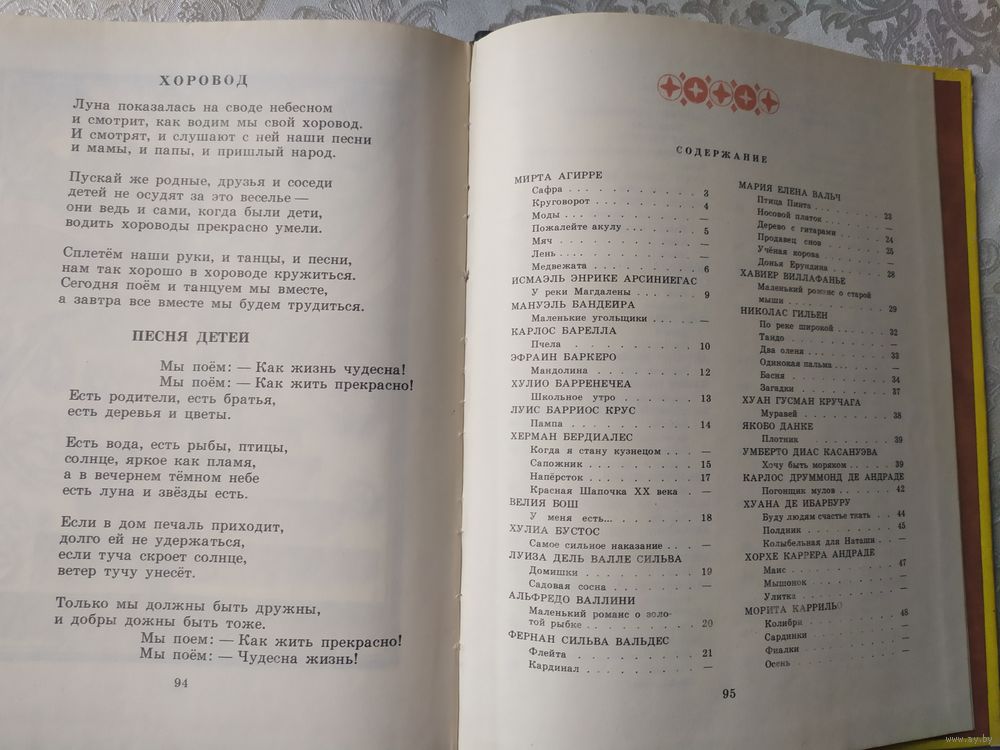 ХОРОВОД
Луна показалась на своде небесном
и смотрит, как водим мы свой хоровод.
И смотрят, и слушают с ней наши песни
и мамы, и папы, и пришлый народ.
Пускай же родные, друзья и соседи
детей не осудят за это веселье —
они ведь и сами, когда были дети,
водить хороводы прекрасно умели.
Сплетём наши руки, и танцы, и песни,
нам так хорошо в хороводе кружиться.
Сегодня поём и танцуем мы вместе,
а завтра все вместе мы будем трудиться.
ПЕСНЯ ДЕТЕЙ
Мы поём: — Как жизнь чудесна!
Мы поём: — Как жить прекрасно!
Есть родители, есть братья,
есть деревья и цветы.
Есть вода, есть рыбы, птицы,
солнце, яркое как пламя,
а в вечернем тёмном небе
есть луна и звёзды есть.
Если в дом печаль приходит,
долго ей не удержаться,
если туча скроет солнце,
ветер тучу унесёт.
Только мы должны быть дружны,
и добры дожны быть тоже.
Мы поем: — Как жить прекрасно!
Мы поём: — Чудесна жизнь!
94
СОДЕРЖАНИЕ
МИРТА АГИРРЕ
Сафра . . . . . . . . . . . . 3
Круговорот . . . . . . . . . 4
Моды . . . . . . . . . . . . —
Пожалейте акулу . . . . . . 5
Мяч . . . . . . . . . . . . —
Лень . . . . . . . . . . . . —
Медвежата . . . . . . . . . 6
ИСМАЭЛЬ ЭНРИКЕ АРСИНИЕГАС
У реки Магдалены . . . . . . 9
МАНУЭЛЬ БАНДЕЙРА
Маленькие угольщики . . . . —
КАРЛОС БАРЕЛЛА
Пчела . . . . . . . . . . . 10
ЭФРАИН БАРКЕРО
Мандолина . . . . . . . . . 12
ХУЛИО БАРРЕНЕЧЕА
Школьное утро . . . . . . . 13
ЛУИС БАРРИОС КРУС
Пампа . . . . . . . . . . . 14
ХЕРМАН БЕРДИАЛЕС
Когда я стану кузнецом . . . —
Сапожник . . . . . . . . . . 15
Напёрсток . . . . . . . . . 17
Красная Шапочка XX века . —
ВЕЛИЯ БОШ
У меня есть... . . . . . . . 18
ХУЛИА БУСТОС
Самое сильное наказание . . . —
ЛУИЗА ДЕЛЬ ВАЛЛЕ СИЛЬВА
Домишки . . . . . . . . . . 19
Садовая сосна . . . . . . . —
АЛЬФРЕДО ВАЛЛИНИ
Маленький романс о золо-
той рыбке . . . . . . . . . 20
ФЕРНАН СИЛЬВА ВАЛЬДЕС
Флейта . . . . . . . . . . . 21
Кардинал . . . . . . . . . . —
МАРИЯ ЕЛЕНА ВАЛЬЧ
Птица Пинта . . . . . . . . 23
Носовой платок . . . . . . . —
Дерево с гитарами . . . . . 24
Продавец снов . . . . . . . 25
Учёная корова . . . . . . . —
Донья Ерундина . . . . . . . 28
ХАВИЕР ВИЛЛАФАНЬЕ
Маленький романс о старой
мыши . . . . . . . . . . . . 29
НИКОЛАС ГИЛЬЕН
По реке широкой . . . . . . 32
Таидо . . . . . . . . . . . —
Два оленя . . . . . . . . . 33
Одинокая пальма . . . . . . —
Басня . . . . . . . . . . . 34
Загадки . . . . . . . . . . 37
ХУАН ГУСМАН КРУЧАГА
Муравей . . . . . . . . . . 38
ЯКОБО ДАНКЕ
Плотник . . . . . . . . . . 39
УМБЕРТО ДИАС КАСАНУЭВА
Хочу быть моряком . . . . . 39
КАРЛОС ДРУММОНД ДЕ АНДРАДЕ
Погонщик мулов . . . . . . . 42
ХУАНА ДЕ ИБАРБУРУ
Буду людям счастье ткать . . 44
Полдник . . . . . . . . . . 45
Колыбельная для Наташи . . —
ХОРХЕ КАРРЕРА АНДРАДЕ
Маис . . . . . . . . . . . . 47
Мышонок . . . . . . . . . . —
Улитка . . . . . . . . . . . —
МОРИТА КАРРИЛЬО
Колибри . . . . . . . . . . 48
Сардинки . . . . . . . . . . —
Фиалки . . . . . . . . . . . —
Осень . . . . . . . . . . . —
95
www.ay.by